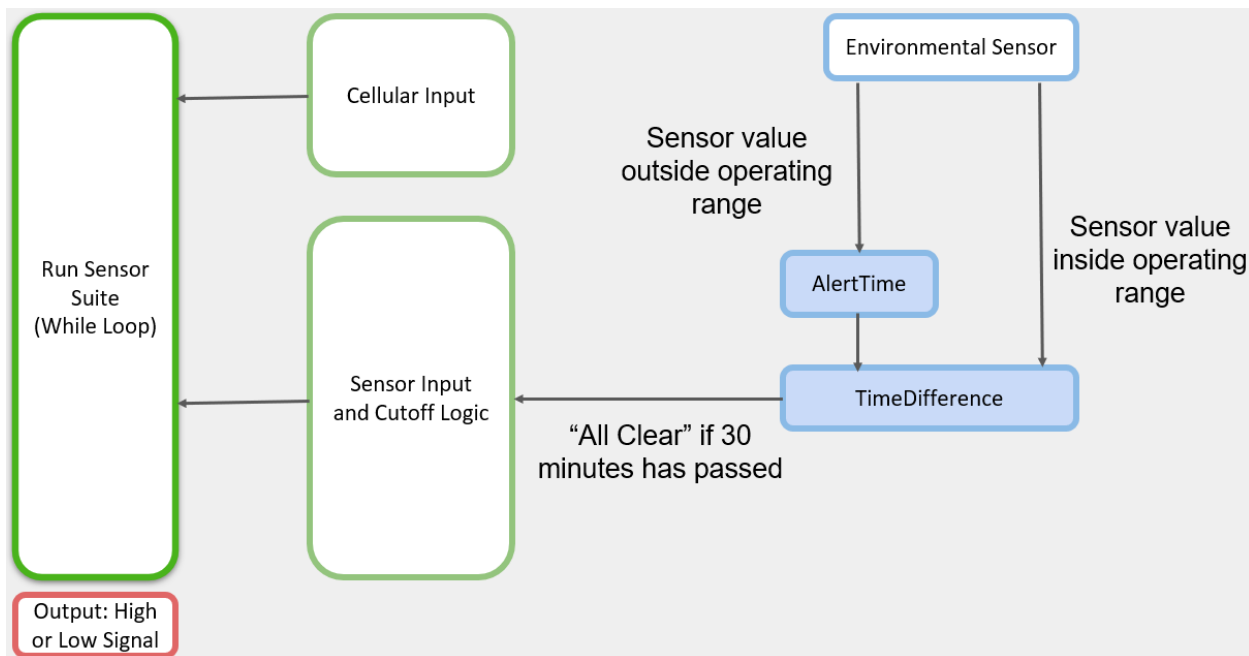 Run Sensor
Suite
(While Loop)
Output: High
or Low Signal
Cellular Input
Sensor Input
and Cutoff Logic
Environmental Sensor
Sensor value
outside operating
range
Sensor value
inside operating
range
AlertTime
TimeDifference
“All Clear” if 30
minutes has passed